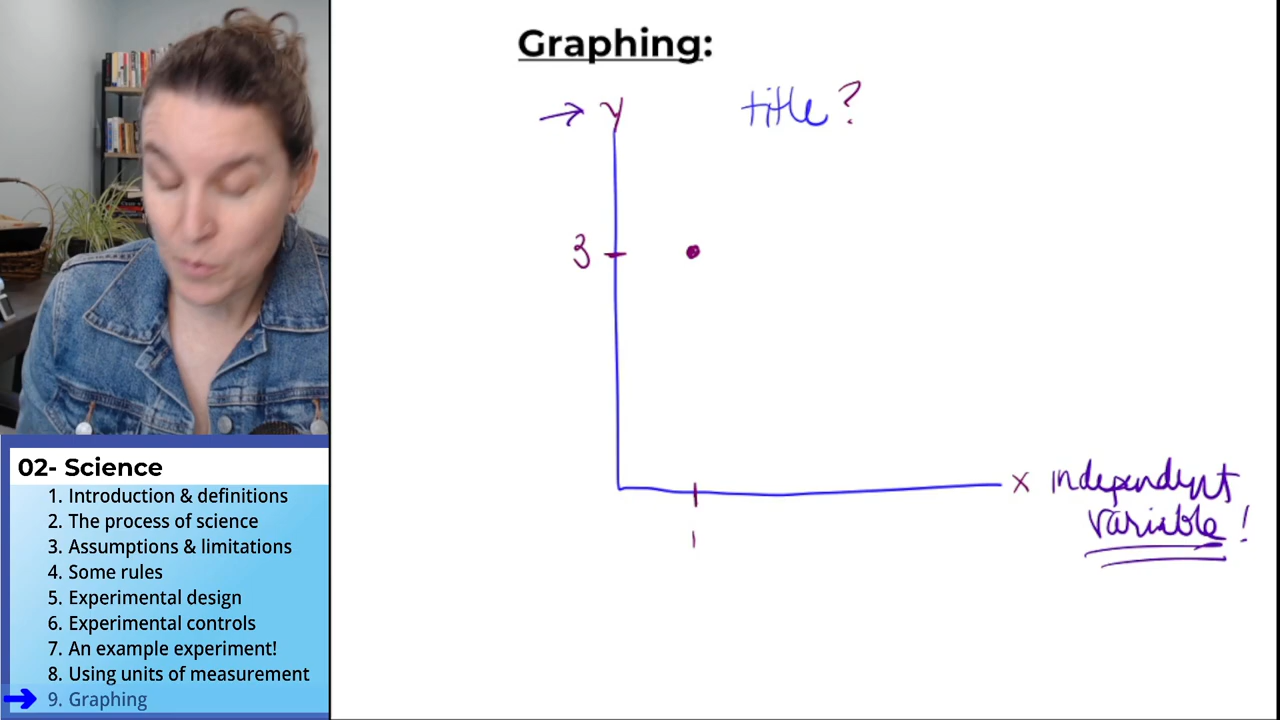 Graphing:
→ y
title?
3
x independent
variable!
1
02- Science
1. Introduction & definitions
2. The process of science
3. Assumptions & limitations
4. Some rules
5. Experimental design
6. Experimental controls
7. An example experiment!
8. Using units of measurement
9. Graphing